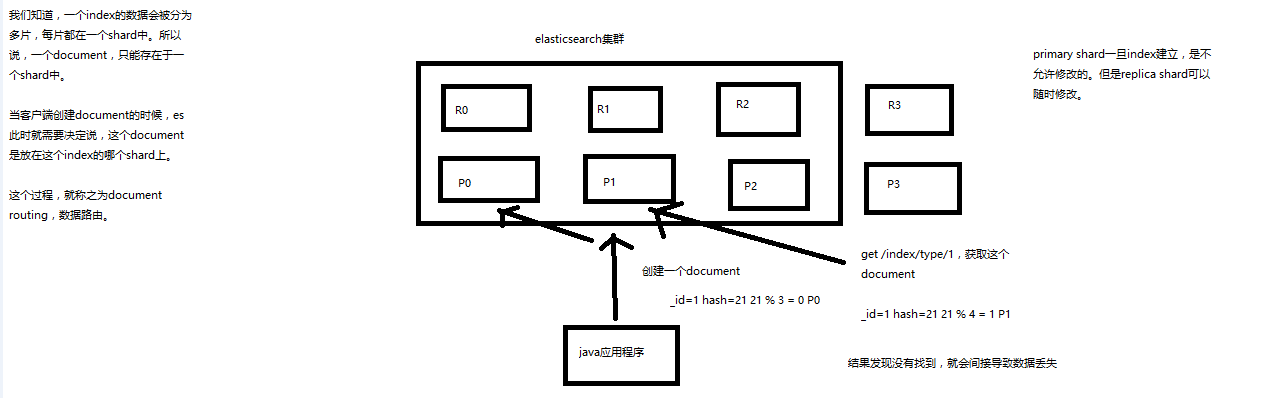 我们知道，一个index的数据会被分为
多片，每片都在一个shard中。所以
说，一个document，只能存在于一
个shard中。
当客户端创建document的时候，es
此时就需要决定说，这个document
是放在这个index的哪个shard上。
这个过程，就称之为document
routing，数据路由。
elasticsearch集群
R0
R1
R2
R3
P0
P1
P2
P3
primary shard一旦index建立，是不
允许修改的。但是replica shard可以
随时修改。
创建一个document
_id=1 hash=21 21 % 3 = 0 P0
java应用程序
get /index/type/1，获取这个
document
_id=1 hash=21 21 % 4 = 1 P1
结果发现没有找到，就会间接导致数据丢失